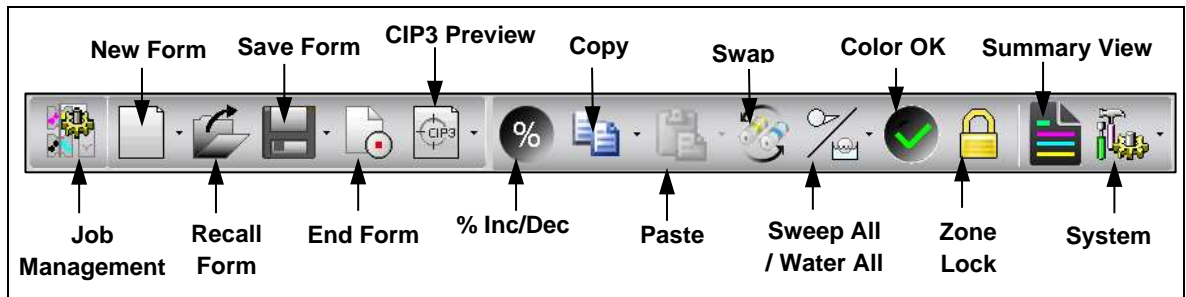 New Form
Save Form
CIP3 Preview
Copy
Swap
Color OK
Summary View
CIP3
%
Job
Management
Recall
Form
End Form
% Inc/Dec
Paste
Sweep All
/ Water All
Zone
Lock
System